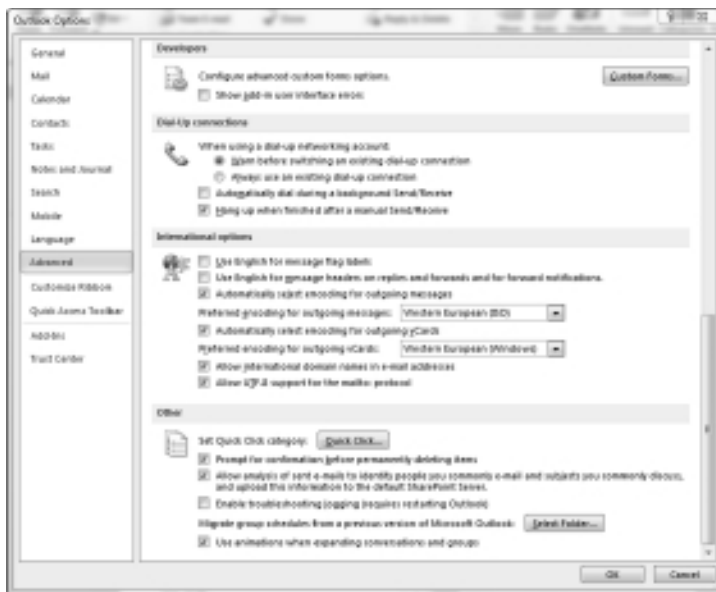 Outlook Options
General
Mail
Calendar
Contacts
Tasks
Notes and Journal
Search
Mobile
Language
Advanced
Customize Ribbon
Quick Access Toolbar
Add-Ins
Trust Center
Developers
Configure advanced custom forms options.
Custom Forms...
Show add-in user interface errors
Dial-Up connections
When using a dial-up networking account:
Warn before switching an existing dial-up connection
Always use an existing dial-up connection
Automatically dial during a background Send/Receive
Hang up when finished after a manual Send/Receive
International options
Use English for message flag labels
Use English for message headers on replies and forwards and for forward notifications.
Automatically select encoding for outgoing messages
Preferred encoding for outgoing messages: Western European (ISO)
Automatically select encoding for outgoing vCards
Preferred encoding for outgoing vCards: Western European (Windows)
Allow international domain names in e-mail addresses
Allow UTF-8 support for the mailto: protocol
Other
Set Quick Click category: Quick Click...
Prompt for confirmation before permanently deleting items
Allow analysis of sent e-mails to identify people you commonly e-mail and subjects you commonly discuss,
and upload this information to the default SharePoint Server.
Enable troubleshooting logging (requires restarting Outlook)
Migrate group schedules from a previous version of Microsoft Outlook: Select Folder...
Use animations when expanding conversations and groups
OK Cancel